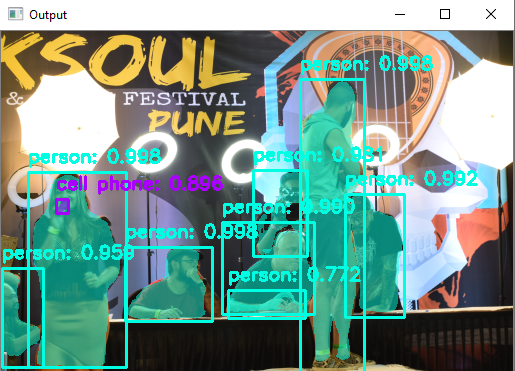 Output
KSOUL
& FESTIVAL
PUNE
person: 0.998
person: 0.998
cell phone: 0.896
person: 0.981
person: 0.992
person: 0.990
person: 0.998
person: 0.959
person: 0.772